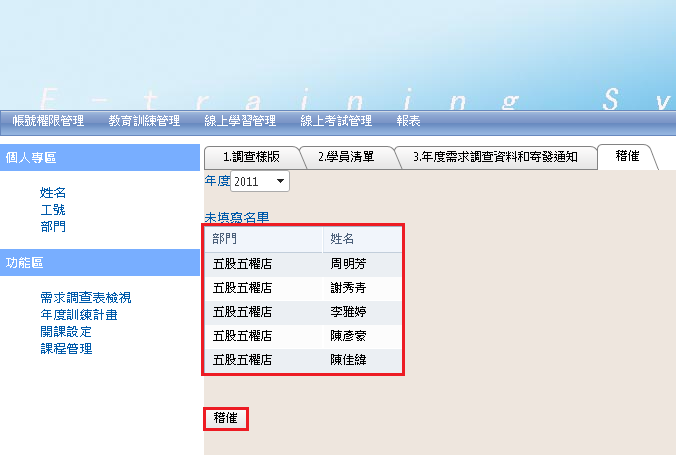 E-training Sy
帳號權限管理 教育訓練管理 線上學習管理 線上考試管理 報表
個人專區
姓名
工號
部門
功能區
需求調查表檢視
年度訓練計畫
開課設定
課程管理
1.調查樣版 2.學員清單 3.年度需求調查資料和寄發通知 稽催
年度 2011
未填寫名單
部門 姓名
五股五權店 周明芳
五股五權店 謝秀青
五股五權店 李雅婷
五股五權店 陳彥豪
五股五權店 陳佳緯
稽催